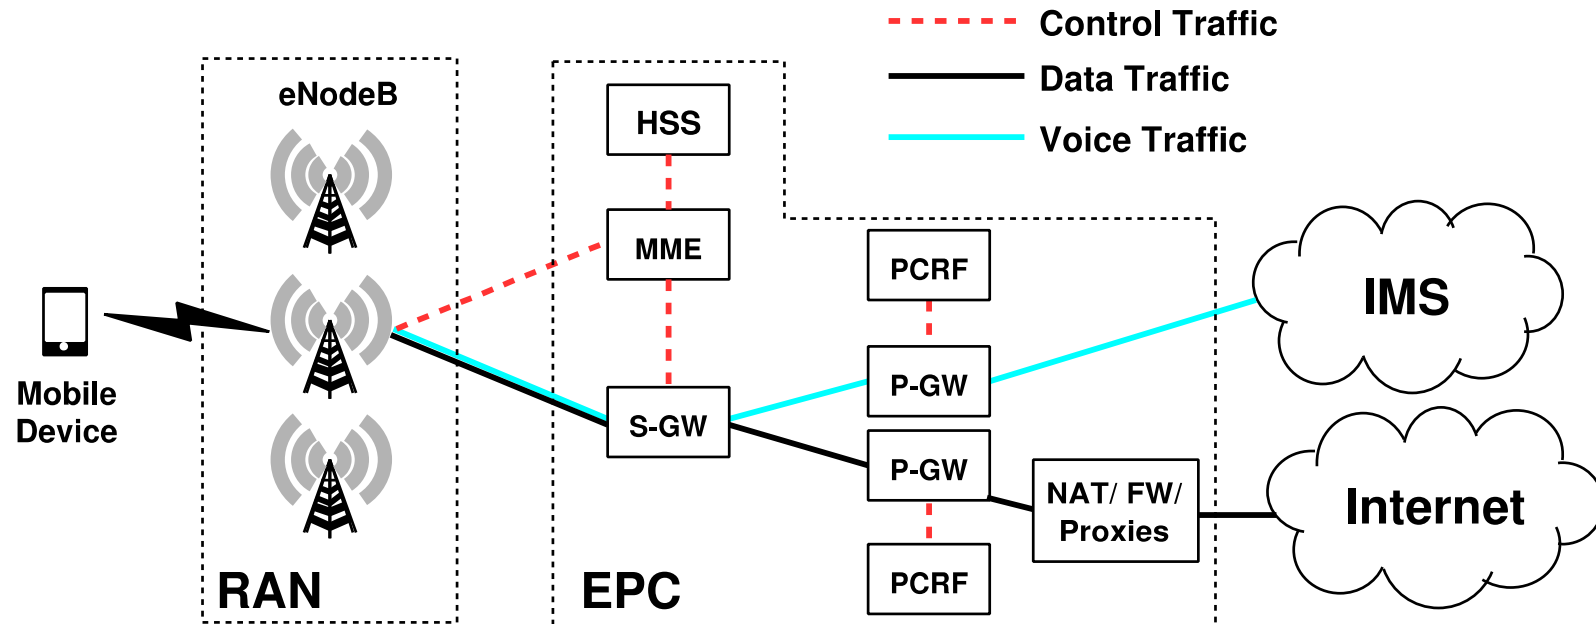 Control Traffic
Data Traffic
Voice Traffic
eNodeB
HSS
MME
PCRF
IMS
P-GW
Mobile
Device
S-GW
P-GW
NAT/ FW/
Proxies
Internet
PCRF
RAN
EPC